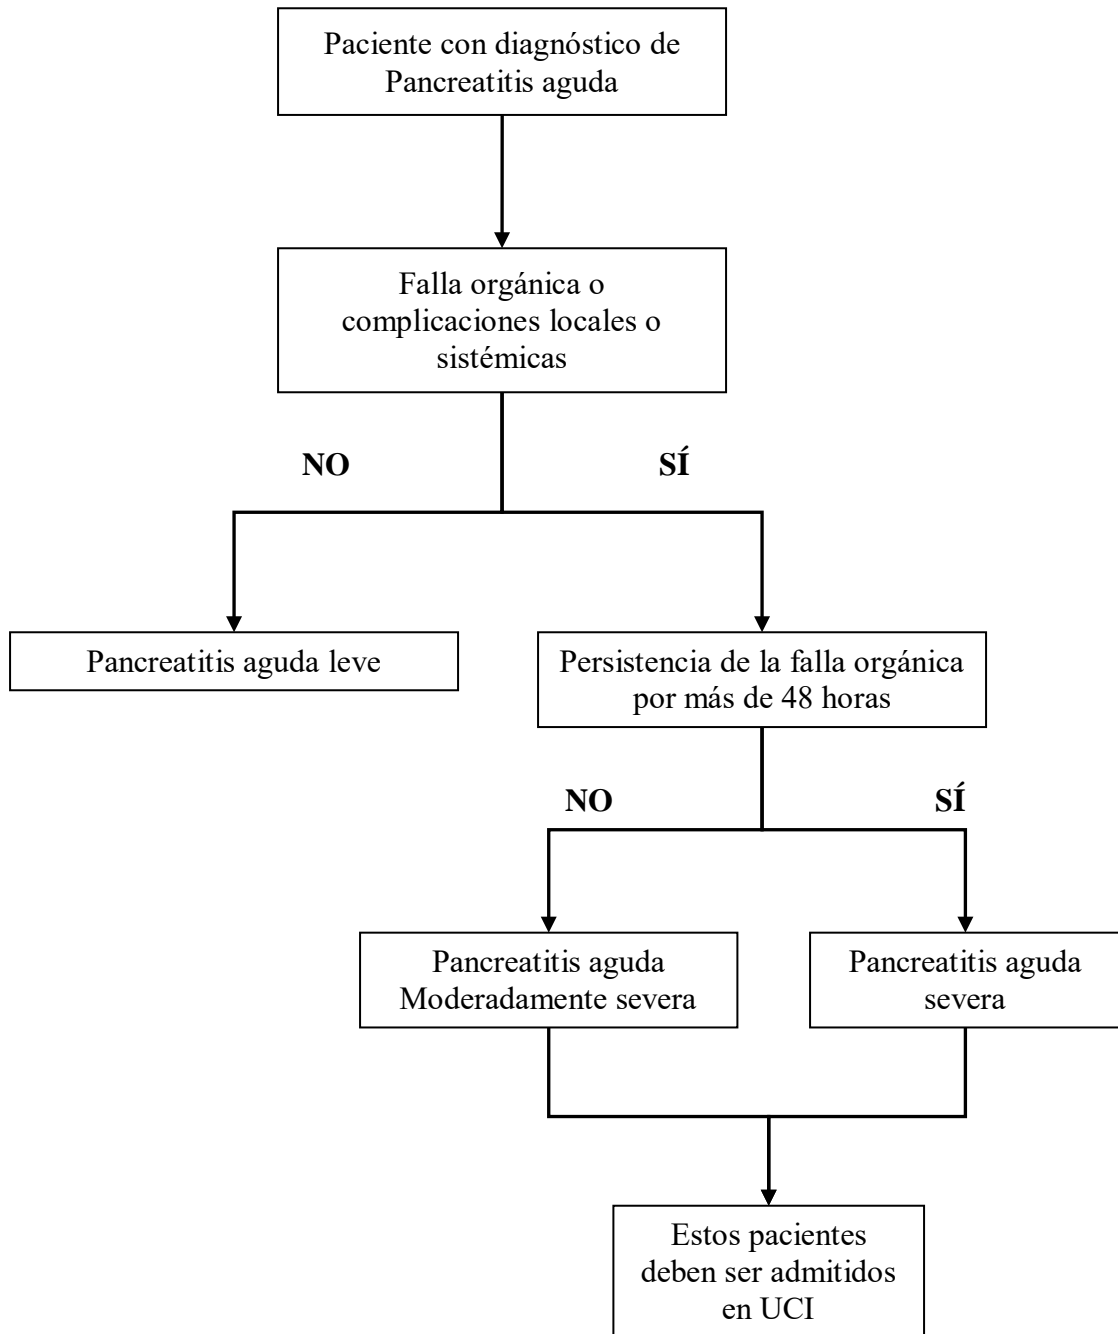 Paciente con diagnóstico de
Pancreatitis aguda
Falla orgánica o
complicaciones locales o
sistémicas
NO
SÍ
Pancreatitis aguda leve
Persistencia de la falla orgánica
por más de 48 horas
NO
SÍ
Pancreatitis aguda
Moderadamente severa
Pancreatitis aguda
severa
Estos pacientes
deben ser admitidos
en UCI